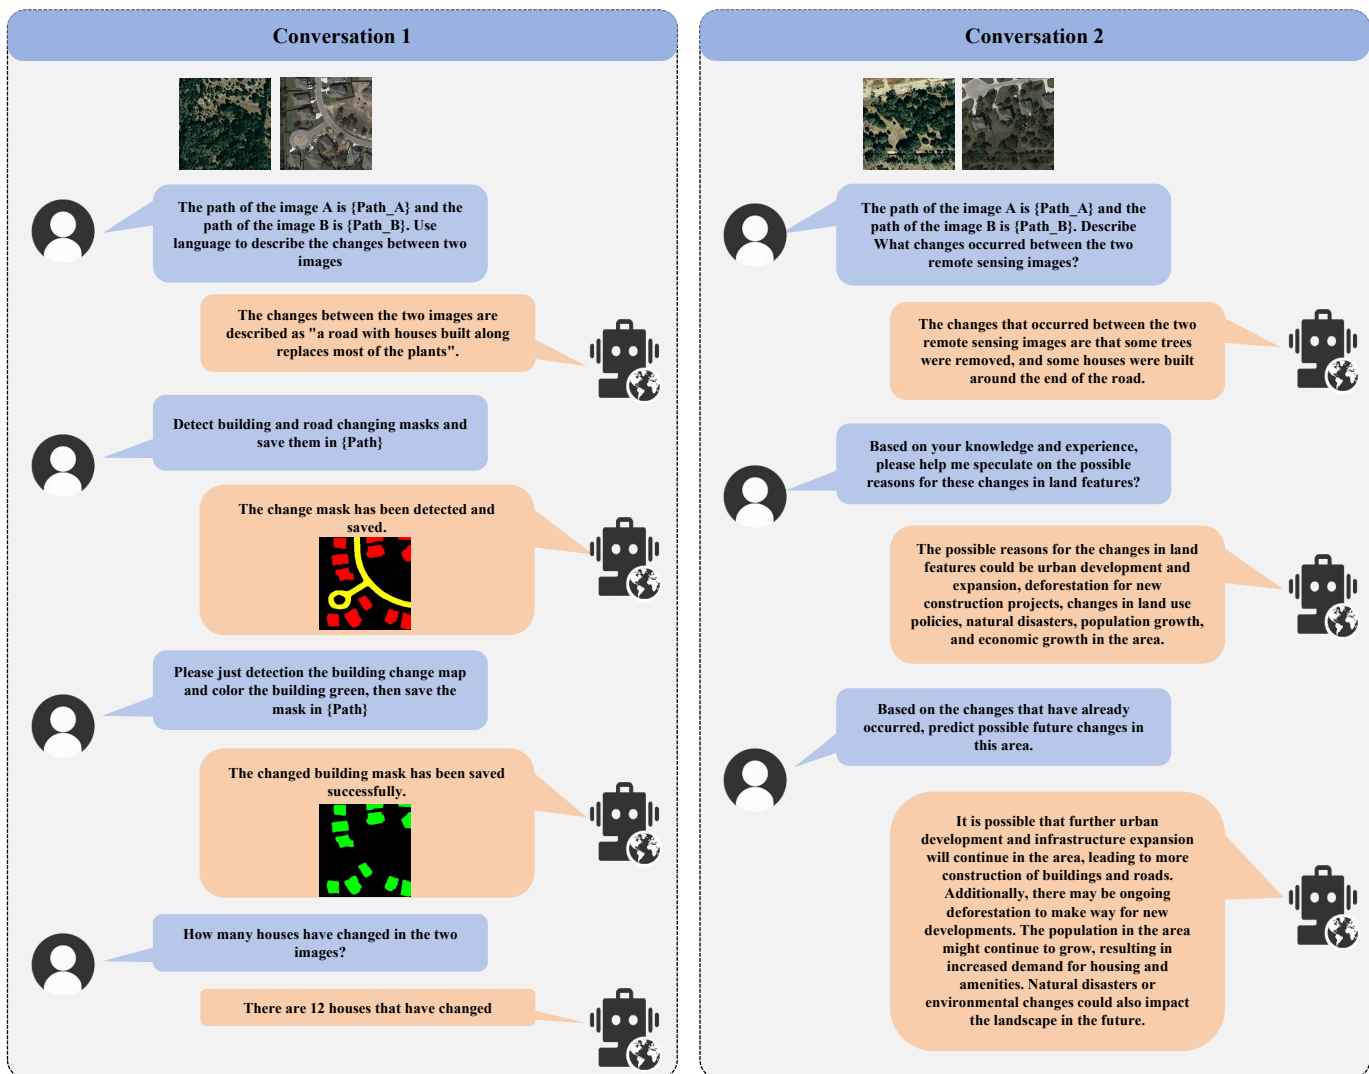 Conversation 1
The path of the image A is {Path_A} and the
path of the image B is {Path_B}. Use
language to describe the changes between two
images
The changes between the two images are
described as "a road with houses built along
replaces most of the plants".
Detect building and road changing masks and
save them in {Path}
The change mask has been detected and
saved.
Please just detection the building change map
and color the building green, then save the
mask in {Path}
The changed building mask has been saved
successfully.
How many houses have changed in the two
images?
There are 12 houses that have changed
Conversation 2
The path of the image A is {Path_A} and the
path of the image B is {Path_B}. Describe
What changes occurred between the two
remote sensing images?
The changes that occurred between the two
remote sensing images are that some trees
were removed, and some houses were built
around the end of the road.
Based on your knowledge and experience,
please help me speculate on the possible
reasons for these changes in land features?
The possible reasons for the changes in land
features could be urban development and
expansion, deforestation for new
construction projects, changes in land use
policies, natural disasters, population growth,
and economic growth in the area.
Based on the changes that have already
occurred, predict possible future changes in
this area.
It is possible that further urban
development and infrastructure expansion
will continue in the area, leading to more
construction of buildings and roads.
Additionally, there may be ongoing
deforestation to make way for new
developments. The population in the area
might continue to grow, resulting in
increased demand for housing and
amenities. Natural disasters or
environmental changes could also impact
the landscape in the future.